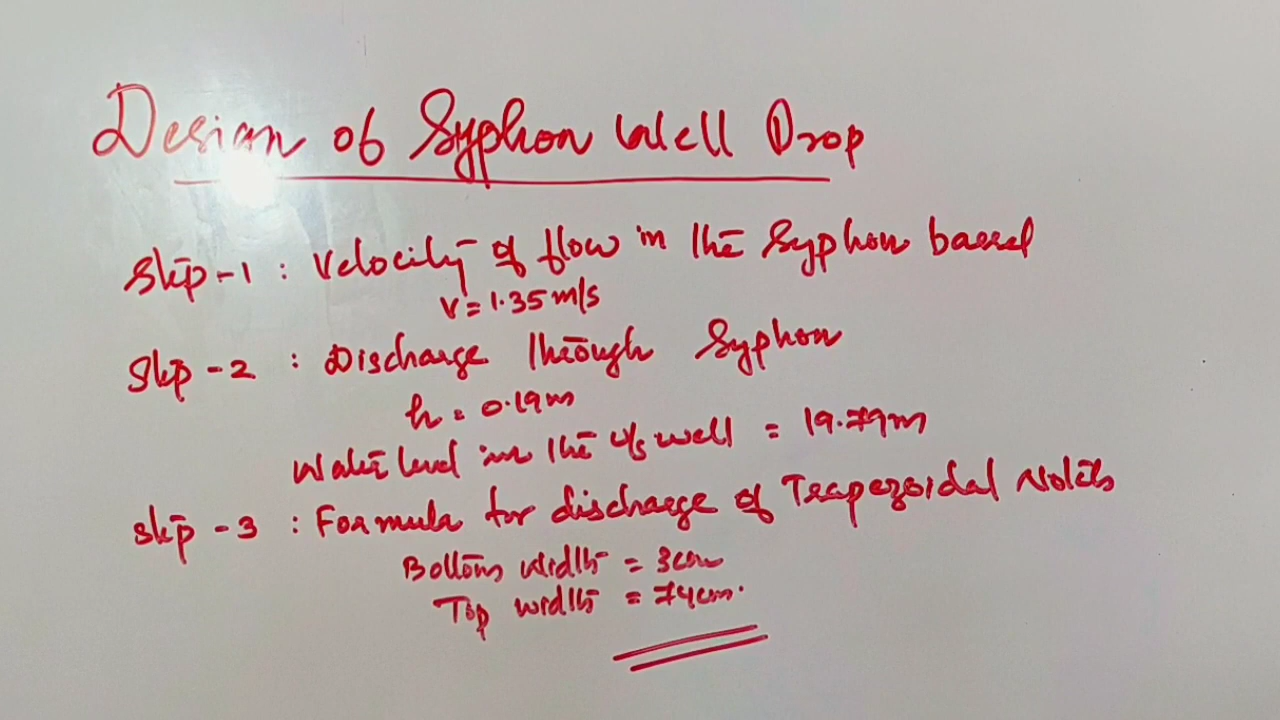 Design of Syphon Well Drop
Step-1 : Velocity of flow in the Syphon barrel
V = 1.35 m/s
Step-2 : Discharge through Syphon
h = 0.19m
Water level in the u/s well = 19.79m
Step-3 : Formula for discharge of Trapezoidal Notch
Bottom width = 3cm
Top width = 74cm.